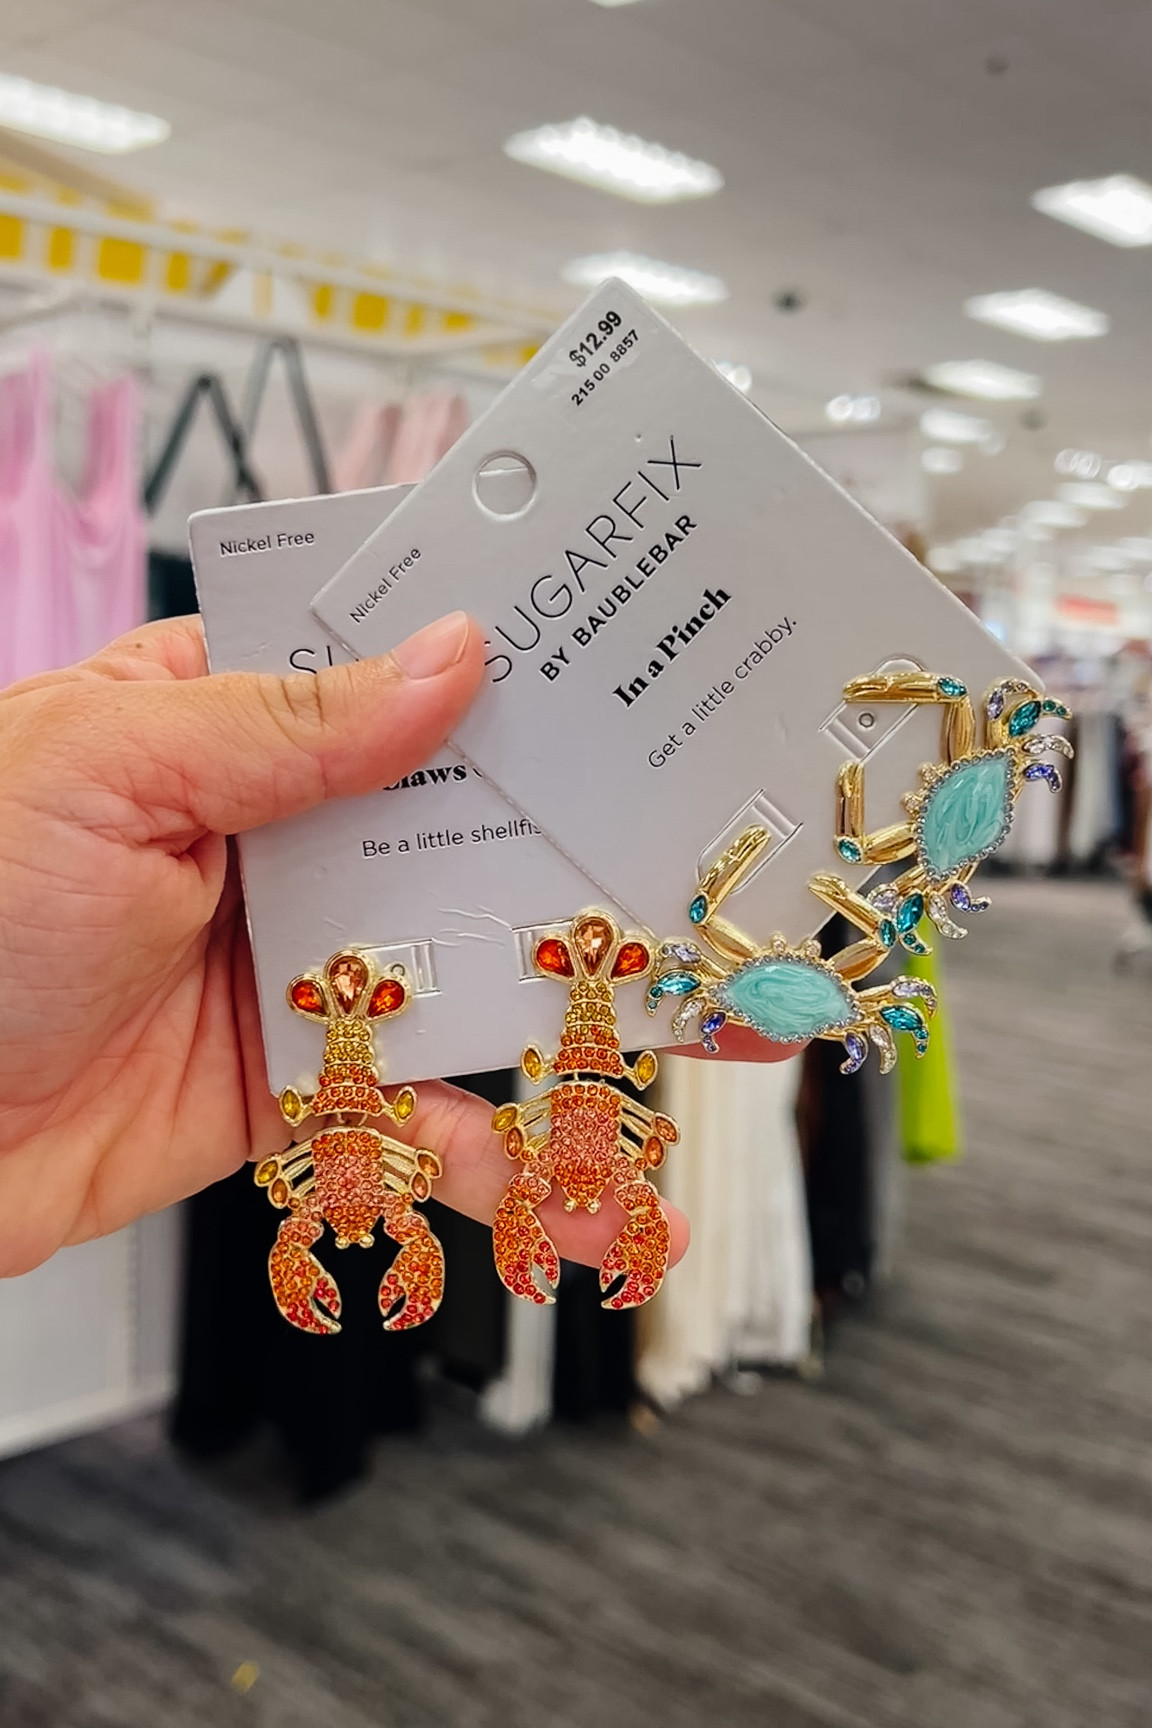 $12.99
215 00 8857
Nickel Free
SUGARFIX
BY BAUBLEBAR
In a Pinch
Get a little crabby.
Nickel Free
Claws
Be a little